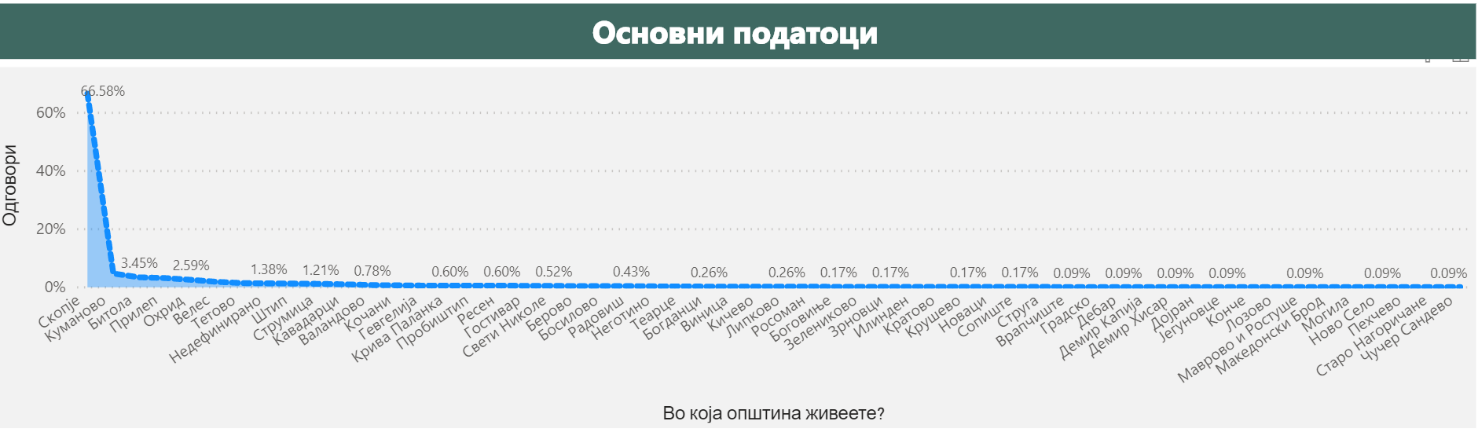 Основни податоци
66.58%
60%
40%
20%
0%
Одговори
3.45%
2.59%
1.38%
1.21%
0.78%
0.60%
0.60%
0.52%
0.43%
0.26%
0.26%
0.17%
0.17%
0.17%
0.17%
0.09%
0.09%
0.09%
0.09%
0.09%
0.09%
0.09%
Скопје
Куманово
Битола
Прилеп
Охрид
Велес
Тетово
Недефинирано
Штип
Струмица
Кавадарци
Валандово
Кочани
Гевгелија
Крива Паланка
Пробиштип
Ресен
Гостивар
Свети Николе
Берово
Босилово
Радовиш
Неготино
Теарце
Богданци
Виница
Кичево
Липково
Росоман
Боговиње
Зелениково
Зрновци
Илинден
Кратово
Крушево
Новаци
Сопиште
Струга
Врапчиште
Градско
Дебар
Демир Капија
Демир Хисар
Дојран
Јегуновце
Конче
Лозово
Маврово и Ростуше
Македонски Брод
Могила
Ново Село
Пехчево
Старо Нагоричане
Чучер Сандево
Во која општина живеете?